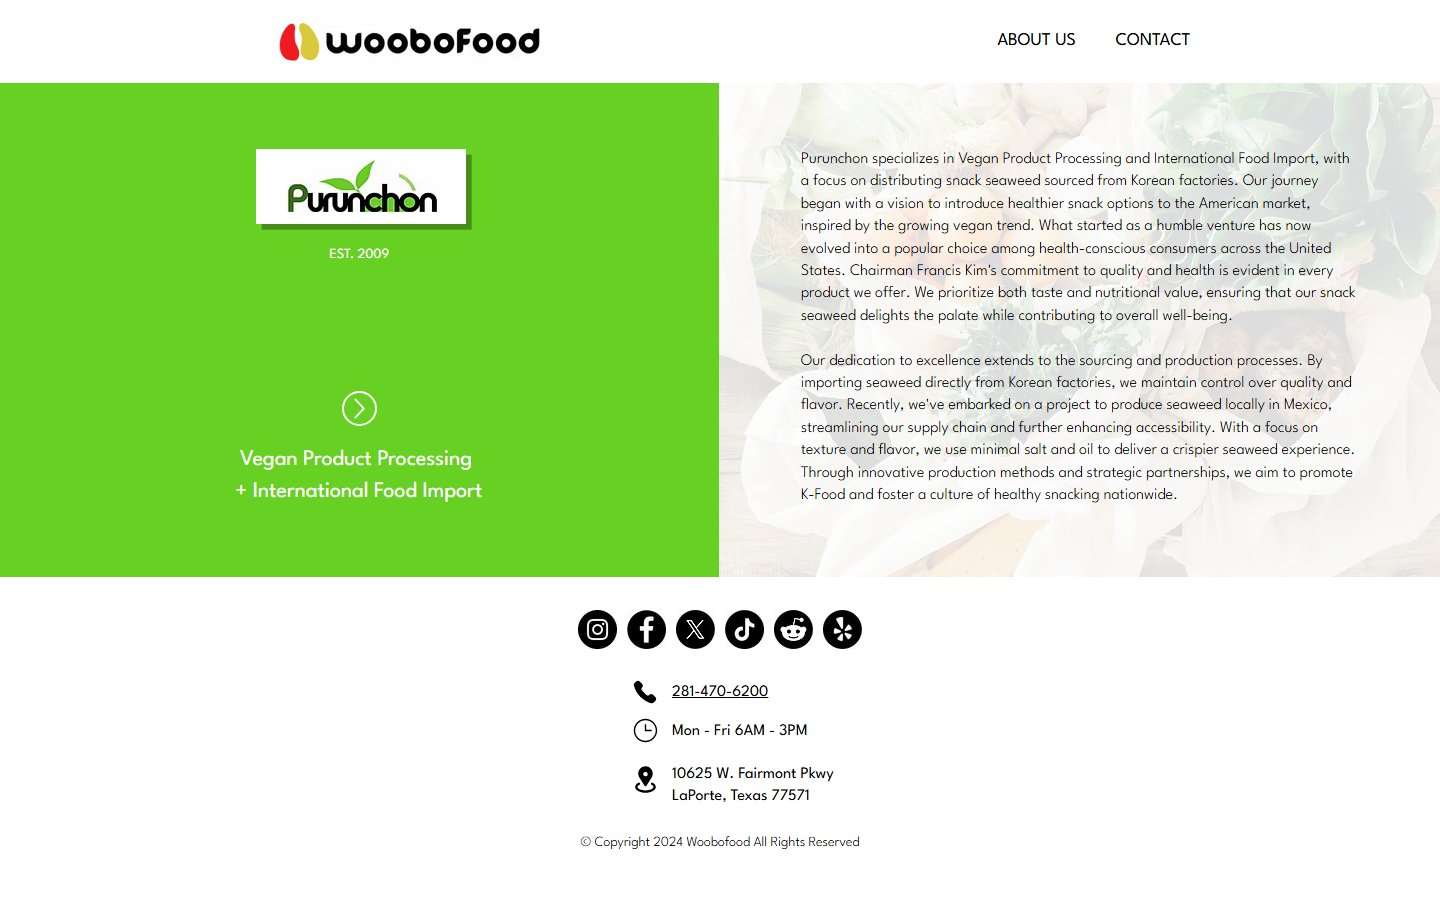 wooboFood
ABOUT US
CONTACT
Purunchon
EST. 2009
Vegan Product Processing
+ International Food Import
Purunchon specializes in Vegan Product Processing and International Food Import, with
a focus on distributing snack seaweed sourced from Korean factories. Our journey
began with a vision to introduce healthier snack options to the American market,
inspired by the growing vegan trend. What started as a humble venture has now
evolved into a popular choice among health-conscious consumers across the United
States. Chairman Francis Kim's commitment to quality and health is evident in every
product we offer. We prioritize both taste and nutritional value, ensuring that our snack
seaweed delights the palate while contributing to overall well-being.
Our dedication to excellence extends to the sourcing and production processes. By
importing seaweed directly from Korean factories, we maintain control over quality and
flavor. Recently, we've embarked on a project to produce seaweed locally in Mexico,
streamlining our supply chain and further enhancing accessibility. With a focus on
texture and flavor, we use minimal salt and oil to deliver a crispier seaweed experience.
Through innovative production methods and strategic partnerships, we aim to promote
K-Food and foster a culture of healthy snacking nationwide.
281-470-6200
Mon - Fri 6AM - 3PM
10625 W. Fairmont Pkwy
LaPorte, Texas 77571
© Copyright 2024 Woobofood All Rights Reserved